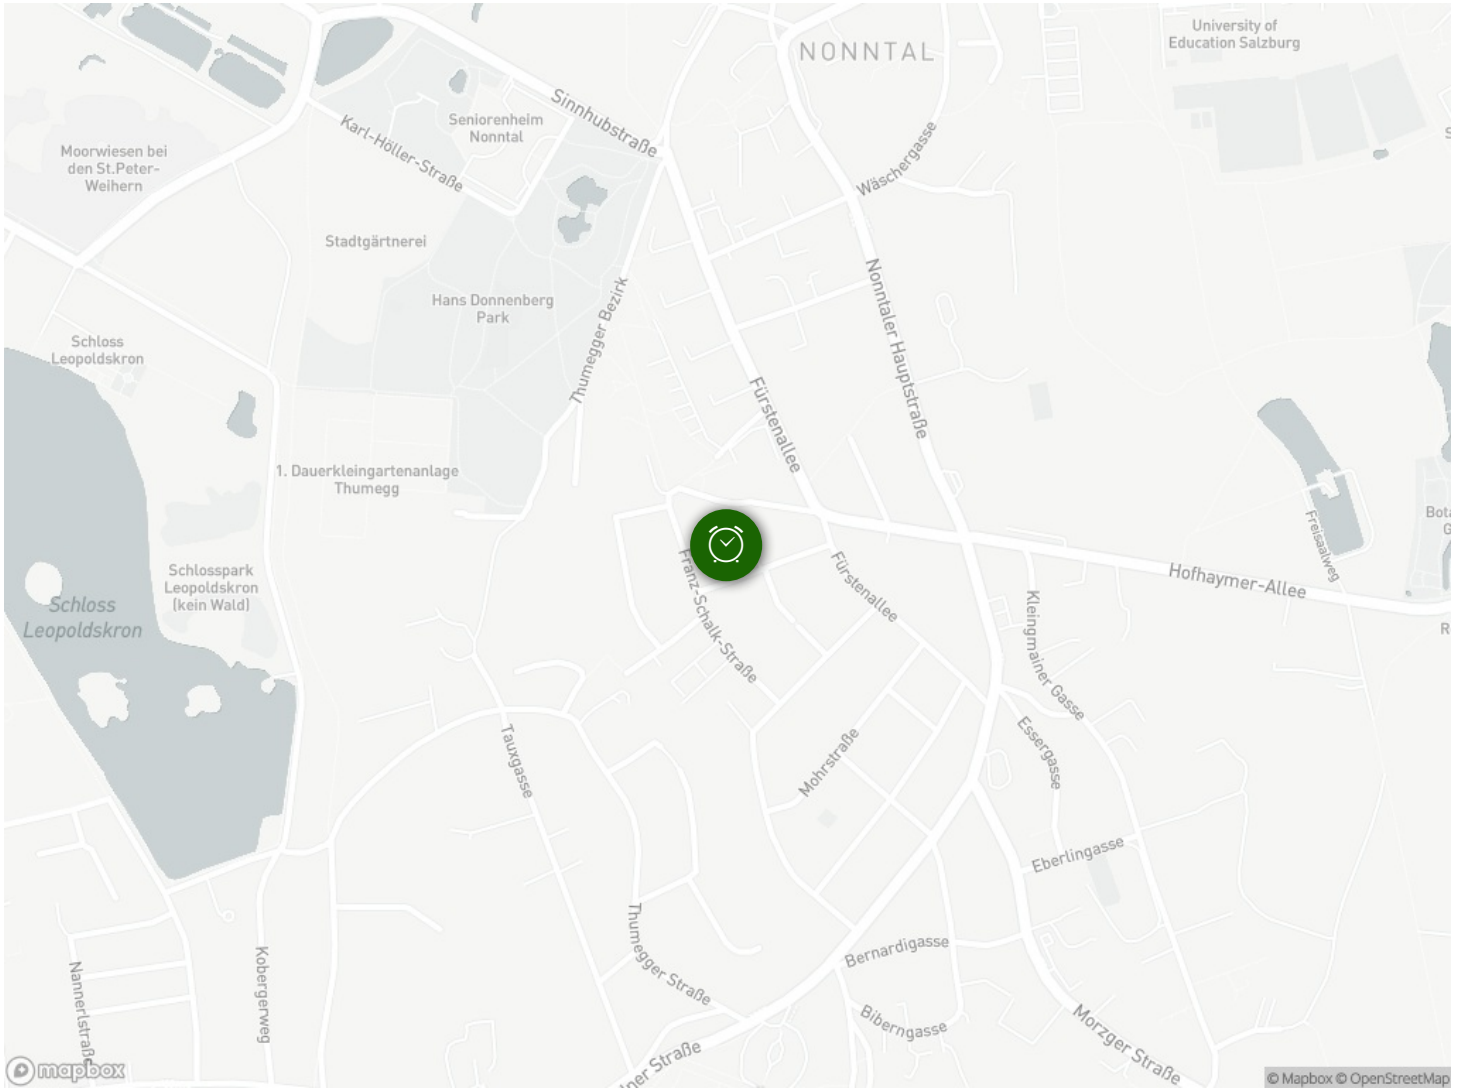 University of
Education Salzburg
NONNTAL
Sinnhubstraße
Seniorenheim
Nonntal
Karl-Höller-Straße
Moorwiesen bei
den St.Peter-
Weihern
Wäschergasse
Stadtgärtnerei
Hans Donnenberg
Park
Thumegger Bezirk
Nonntaler Hauptstraße
Schloss
Leopoldskron
Fürstenallee
1. Dauerkleingartenanlage
Thumegg
Freisaalweg
Bota
G
Schlosspark
Leopoldskron
(kein Wald)
Schloss
Leopoldskron
Franz-Schalk-Straße
Fürstenallee
Hofhaymer-Allee
Kleingmainer Gasse
R
Tauxgasse
Mohrstraße
Essergasse
Eberlingasse
Thumegger Straße
Bernardigasse
Biberngasse
Kobergerweg
Nannerlstraße
Morzger Straße
lner Straße
mapbox
© Mapbox © OpenStreetMap